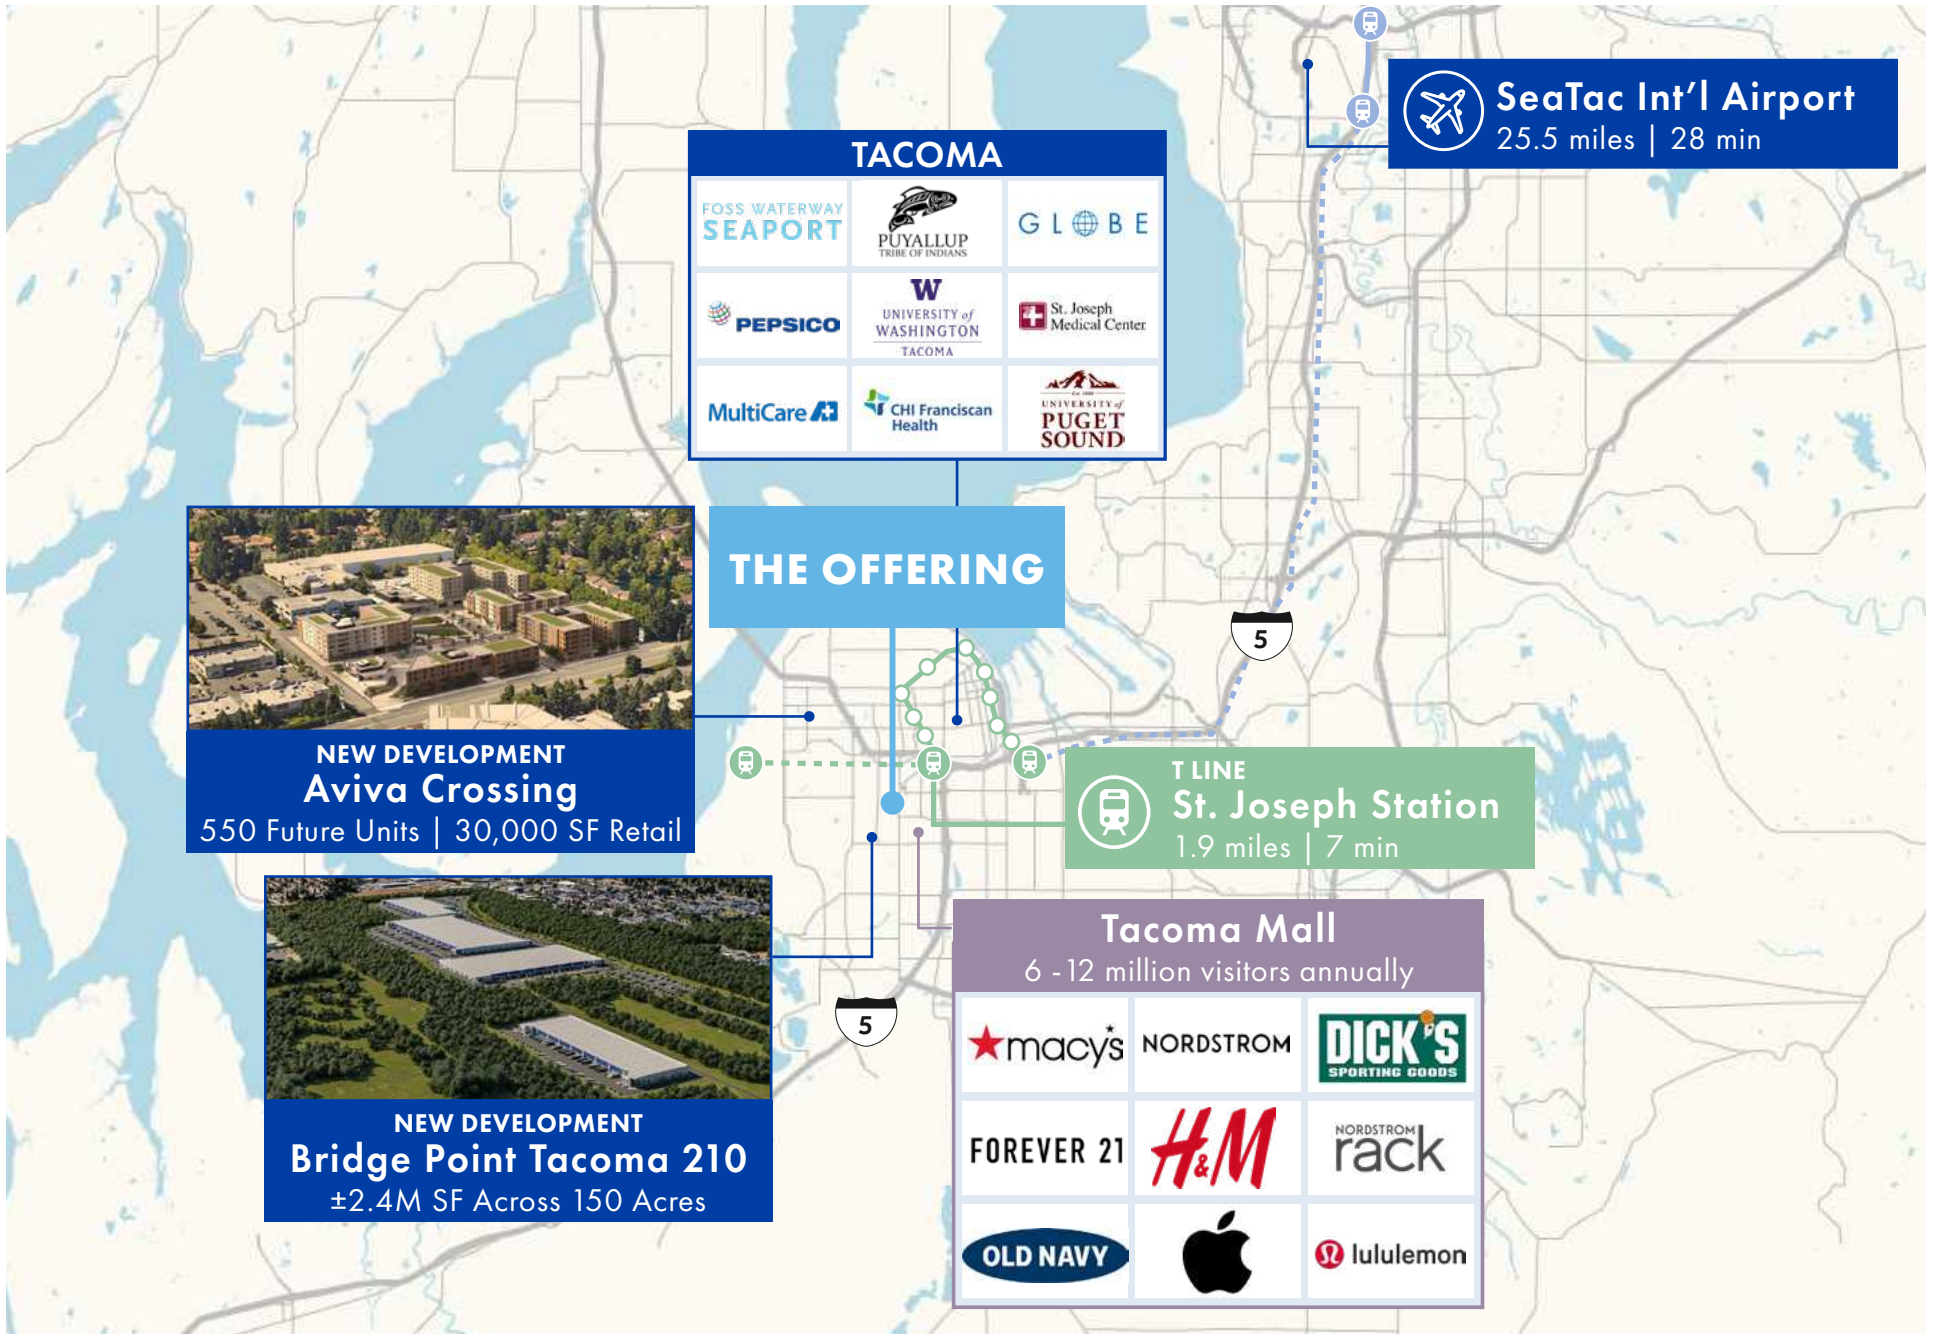 SeaTac Int'l Airport
25.5 miles | 28 min
TACOMA
FOSS WATERWAY
SEAPORT
PUYALLUP
TRIBE OF INDIANS
GLOBE
PEPSICO
W
UNIVERSITY of
WASHINGTON
TACOMA
St. Joseph
Medical Center
MultiCare
CHI Franciscan
Health
UNIVERSITY of
PUGET
SOUND
THE OFFERING
5
NEW DEVELOPMENT
Aviva Crossing
550 Future Units | 30,000 SF Retail
T LINE
St. Joseph Station
1.9 miles | 7 min
NEW DEVELOPMENT
Bridge Point Tacoma 210
±2.4M SF Across 150 Acres
5
Tacoma Mall
6 -12 million visitors annually
macy's
NORDSTROM
DICK'S
SPORTING GOODS
FOREVER 21
H&M
NORDSTROM
rack
OLD NAVY
lululemon